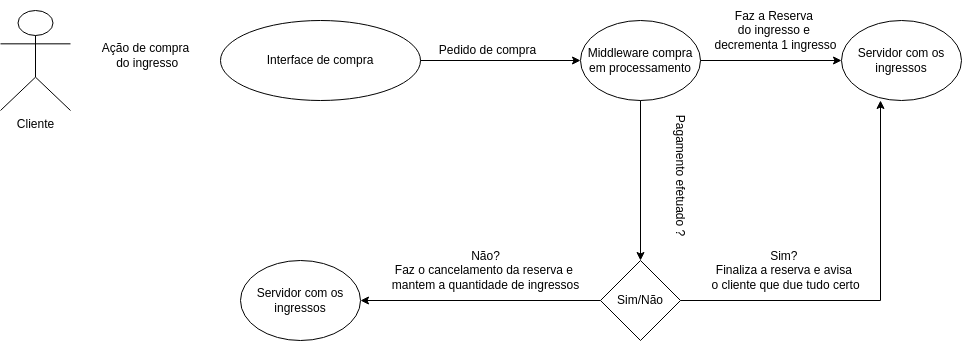 Cliente
Ação de compra
do ingresso
Interface de compra
Pedido de compra
Middleware compra
em processamento
Faz a Reserva
do ingresso e
decrementa 1 ingresso
Servidor com os
ingressos
Pagamento efetuado ?
Sim/Não
Não?
Faz o cancelamento da reserva e
mantem a quantidade de ingressos
Servidor com os
ingressos
Sim?
Finaliza a reserva e avisa
o cliente que due tudo certo